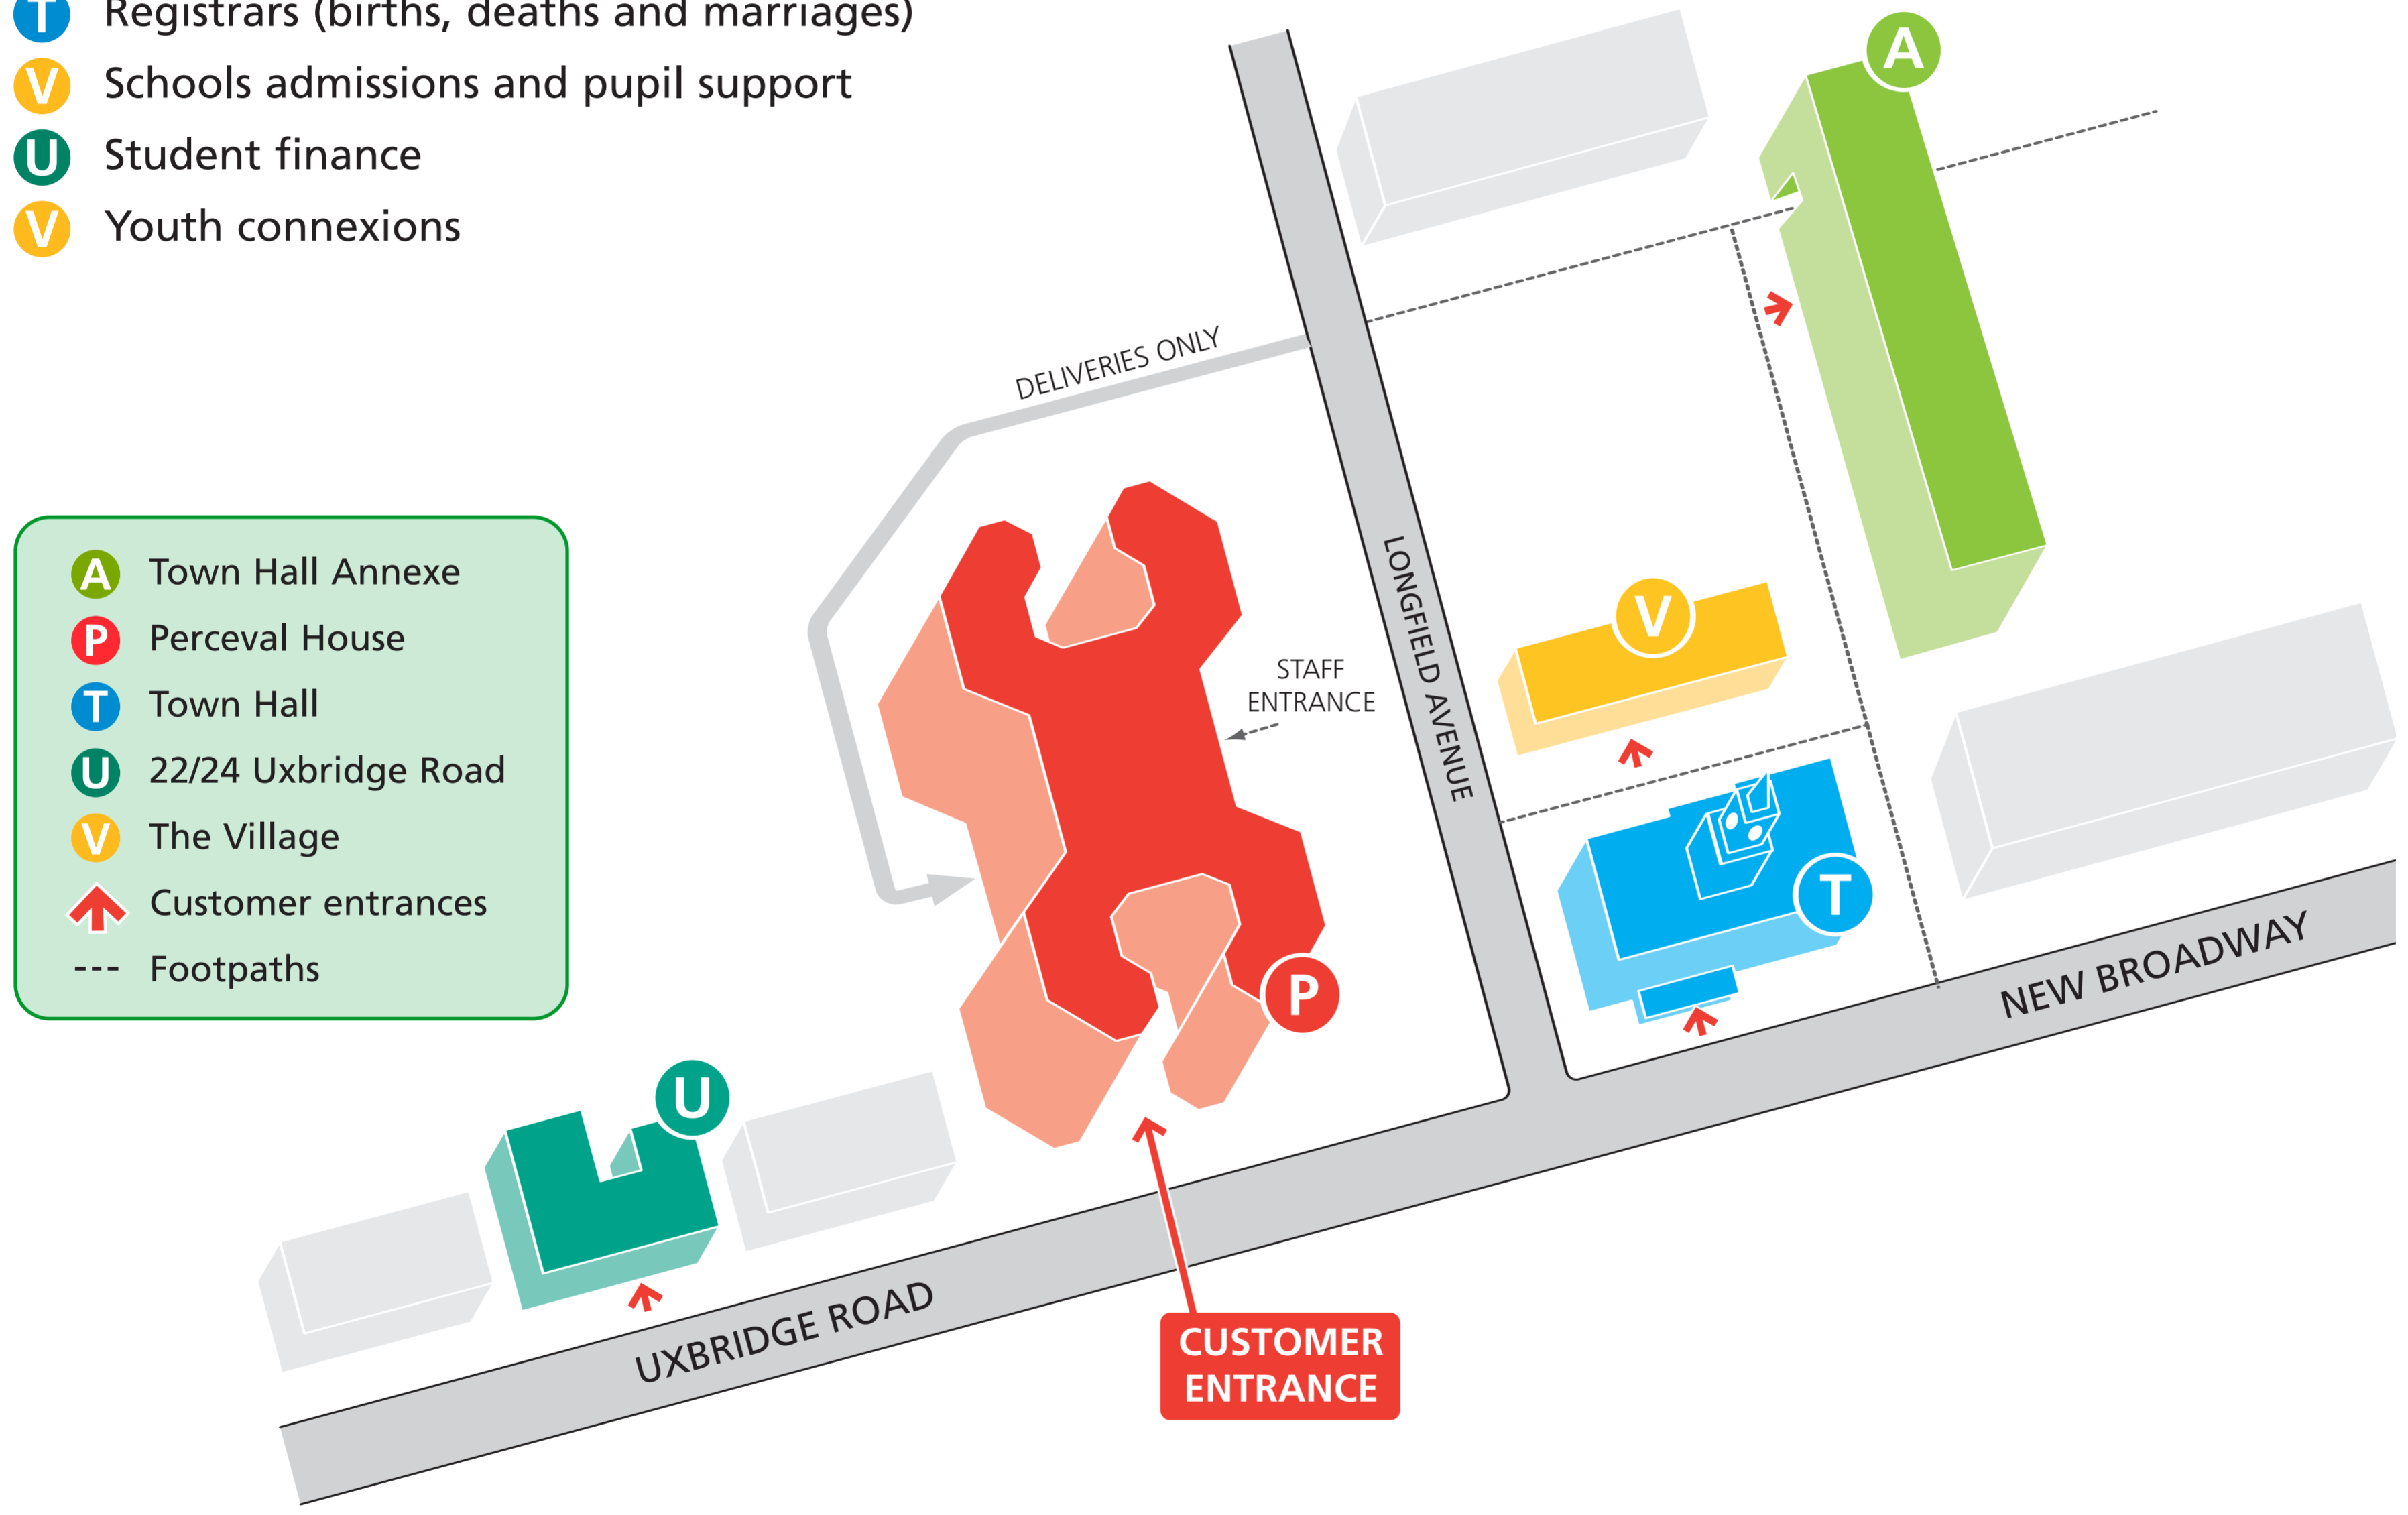 T Registrars (births, deaths and marriages)
V Schools admissions and pupil support
U Student finance
V Youth connexions
A
DELIVERIES ONLY
A Town Hall Annexe
P Perceval House
T Town Hall
U 22/24 Uxbridge Road
V The Village
Customer entrances
--- Footpaths
LONGFIELD AVENUE
V
STAFF
ENTRANCE
T
P
NEW BROADWAY
U
UXBRIDGE ROAD
CUSTOMER
ENTRANCE